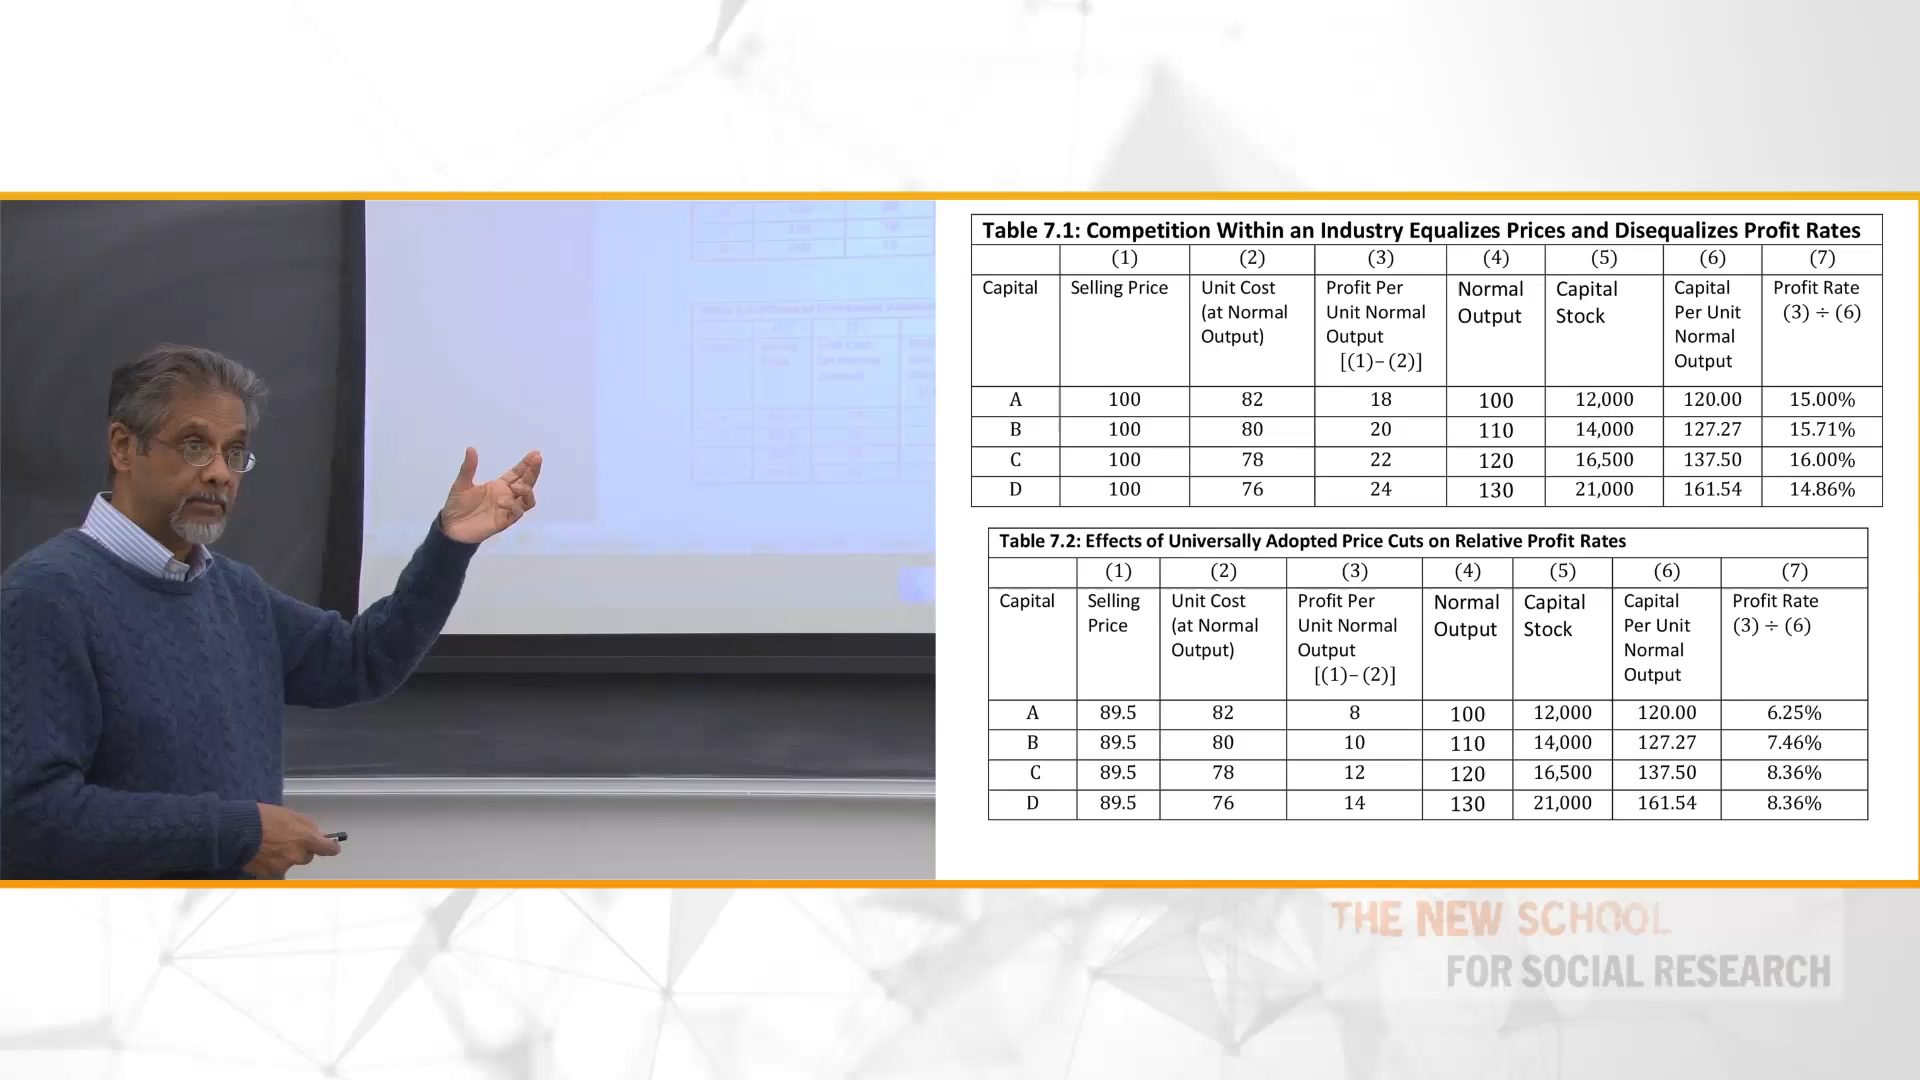 Table 7.1: Competition Within an Industry Equalizes Prices and Disequalizes Profit Rates
(1) (2) (3) (4) (5) (6) (7)
Capital Selling Price Unit Cost (at Normal Output) Profit Per Unit Normal Output [(1)–(2)] Normal Output Capital Stock Capital Per Unit Normal Output Profit Rate (3) ÷ (6)
A 100 82 18 100 12,000 120.00 15.00%
B 100 80 20 110 14,000 127.27 15.71%
C 100 78 22 120 16,500 137.50 16.00%
D 100 76 24 130 21,000 161.54 14.86%
Table 7.2: Effects of Universally Adopted Price Cuts on Relative Profit Rates
(1) (2) (3) (4) (5) (6) (7)
Capital Selling Price Unit Cost (at Normal Output) Profit Per Unit Normal Output [(1)–(2)] Normal Output Capital Stock Capital Per Unit Normal Output Profit Rate (3) ÷ (6)
A 89.5 82 8 100 12,000 120.00 6.25%
B 89.5 80 10 110 14,000 127.27 7.46%
C 89.5 78 12 120 16,500 137.50 8.36%
D 89.5 76 14 130 21,000 161.54 8.36%
THE NEW SCHOOL
FOR SOCIAL RESEARCH